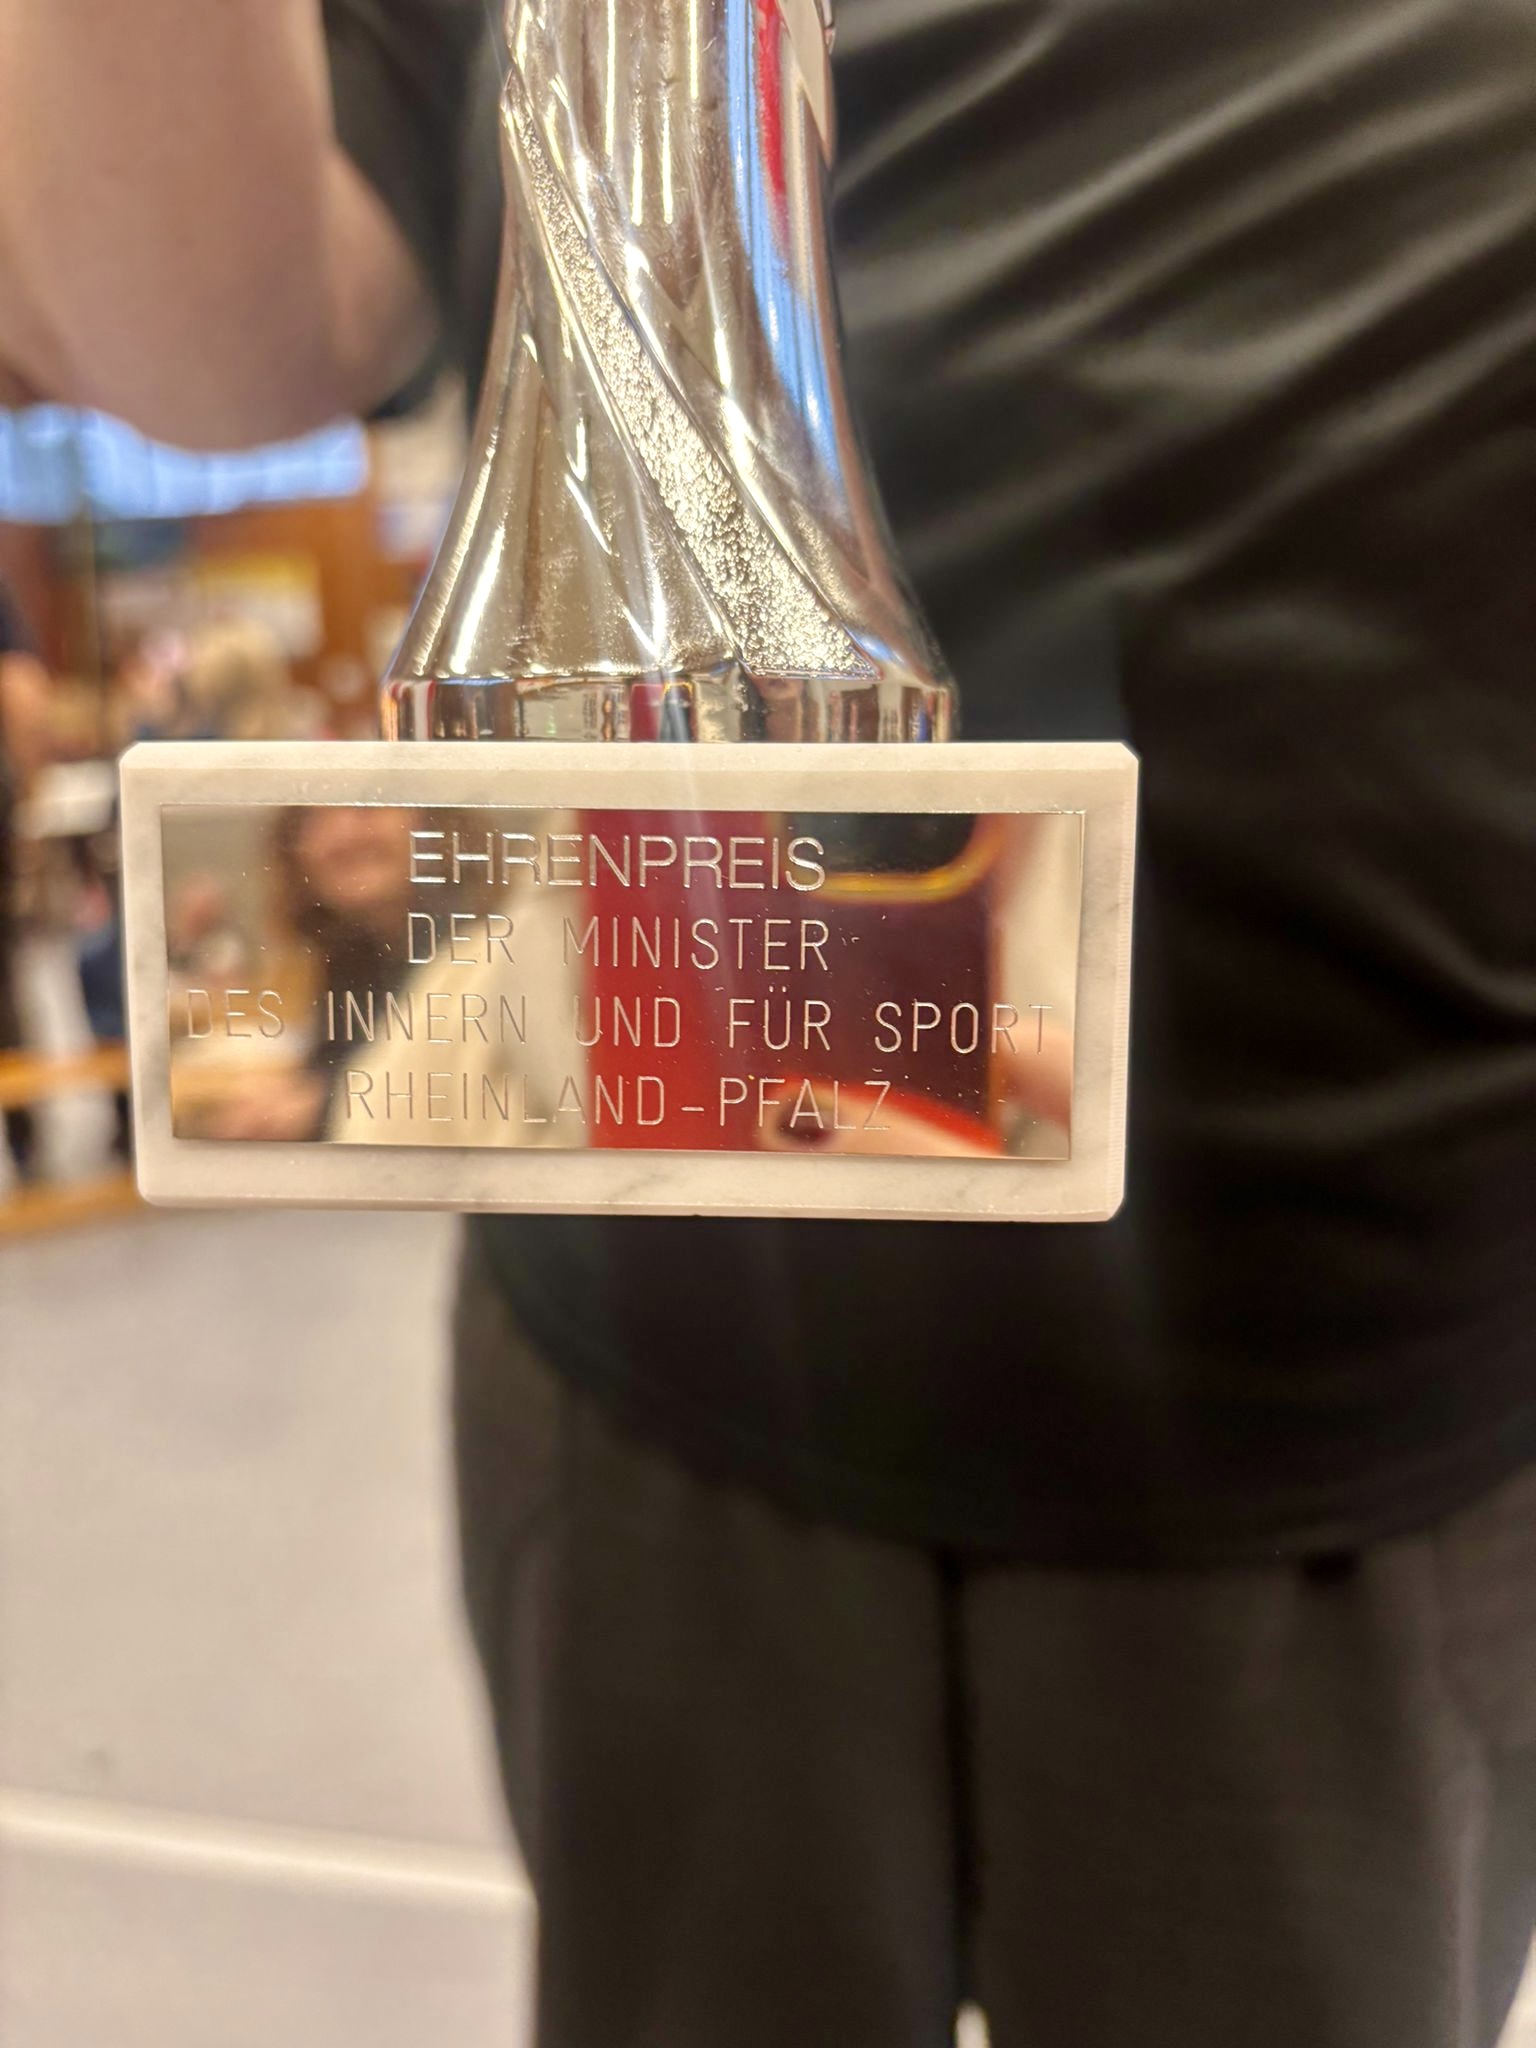 EHRENPREIS
DER MINISTER
DES INNERN UND FÜR SPORT
RHEINLAND-PFALZ